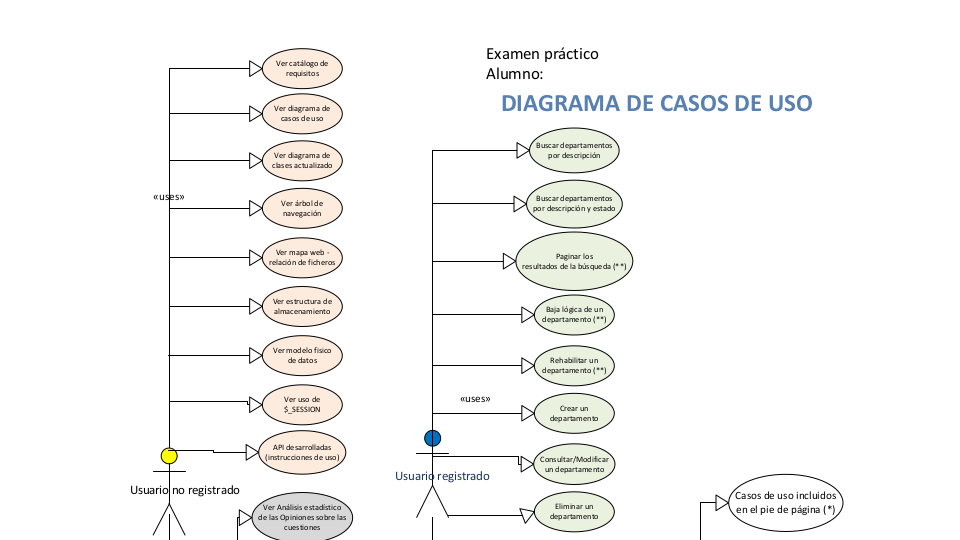 Examen práctico
Alumno:
DIAGRAMA DE CASOS DE USO
Ver catálogo de
requisitos
Ver diagrama de
casos de uso
Ver diagrama de
clases actualizado
«uses»
Ver árbol de
navegación
Ver mapa web -
relación de ficheros
Ver estructura de
almacenamiento
Ver modelo fisico
de datos
Ver uso de
$_SESSION
API desarrolladas
(instrucciones de uso)
Usuario no registrado
Ver Análisis estadístico
de las Opiniones sobre las
cuestiones
Buscar departamentos
por descripción
Buscar departamentos
por descripción y estado
Paginar los
resultados de la búsqueda (**)
Baja lógica de un
departamento (**)
Rehabilitar un
departamento (**)
«uses»
Crear un
departamento
Consultar/Modificar
un departamento
Usuario registrado
Eliminar un
departamento
Casos de uso incluidos
en el pie de página (*)